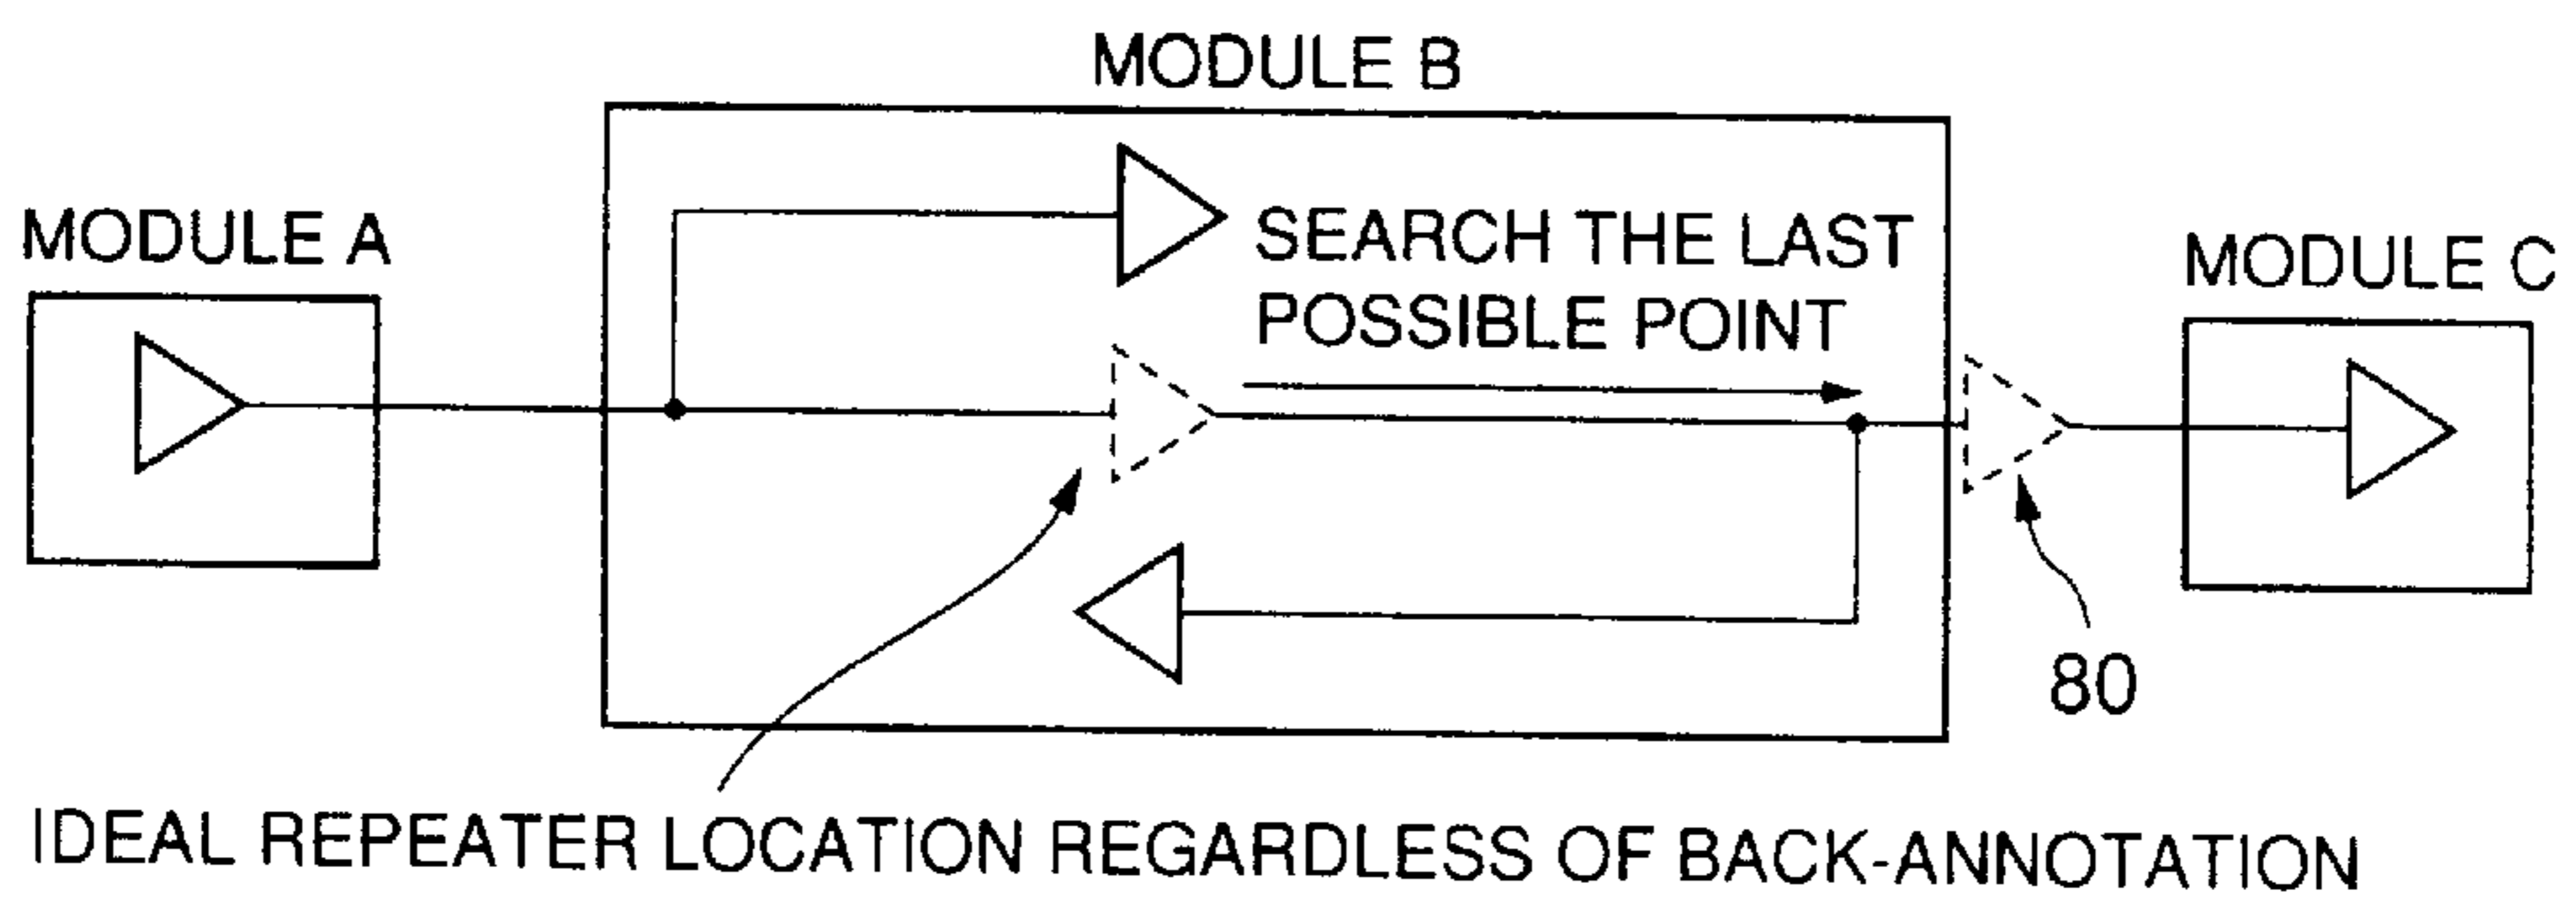 MODULE B
MODULE A
SEARCH THE LAST
POSSIBLE POINT
MODULE C
80
IDEAL REPEATER LOCATION REGARDLESS OF BACK-ANNOTATION